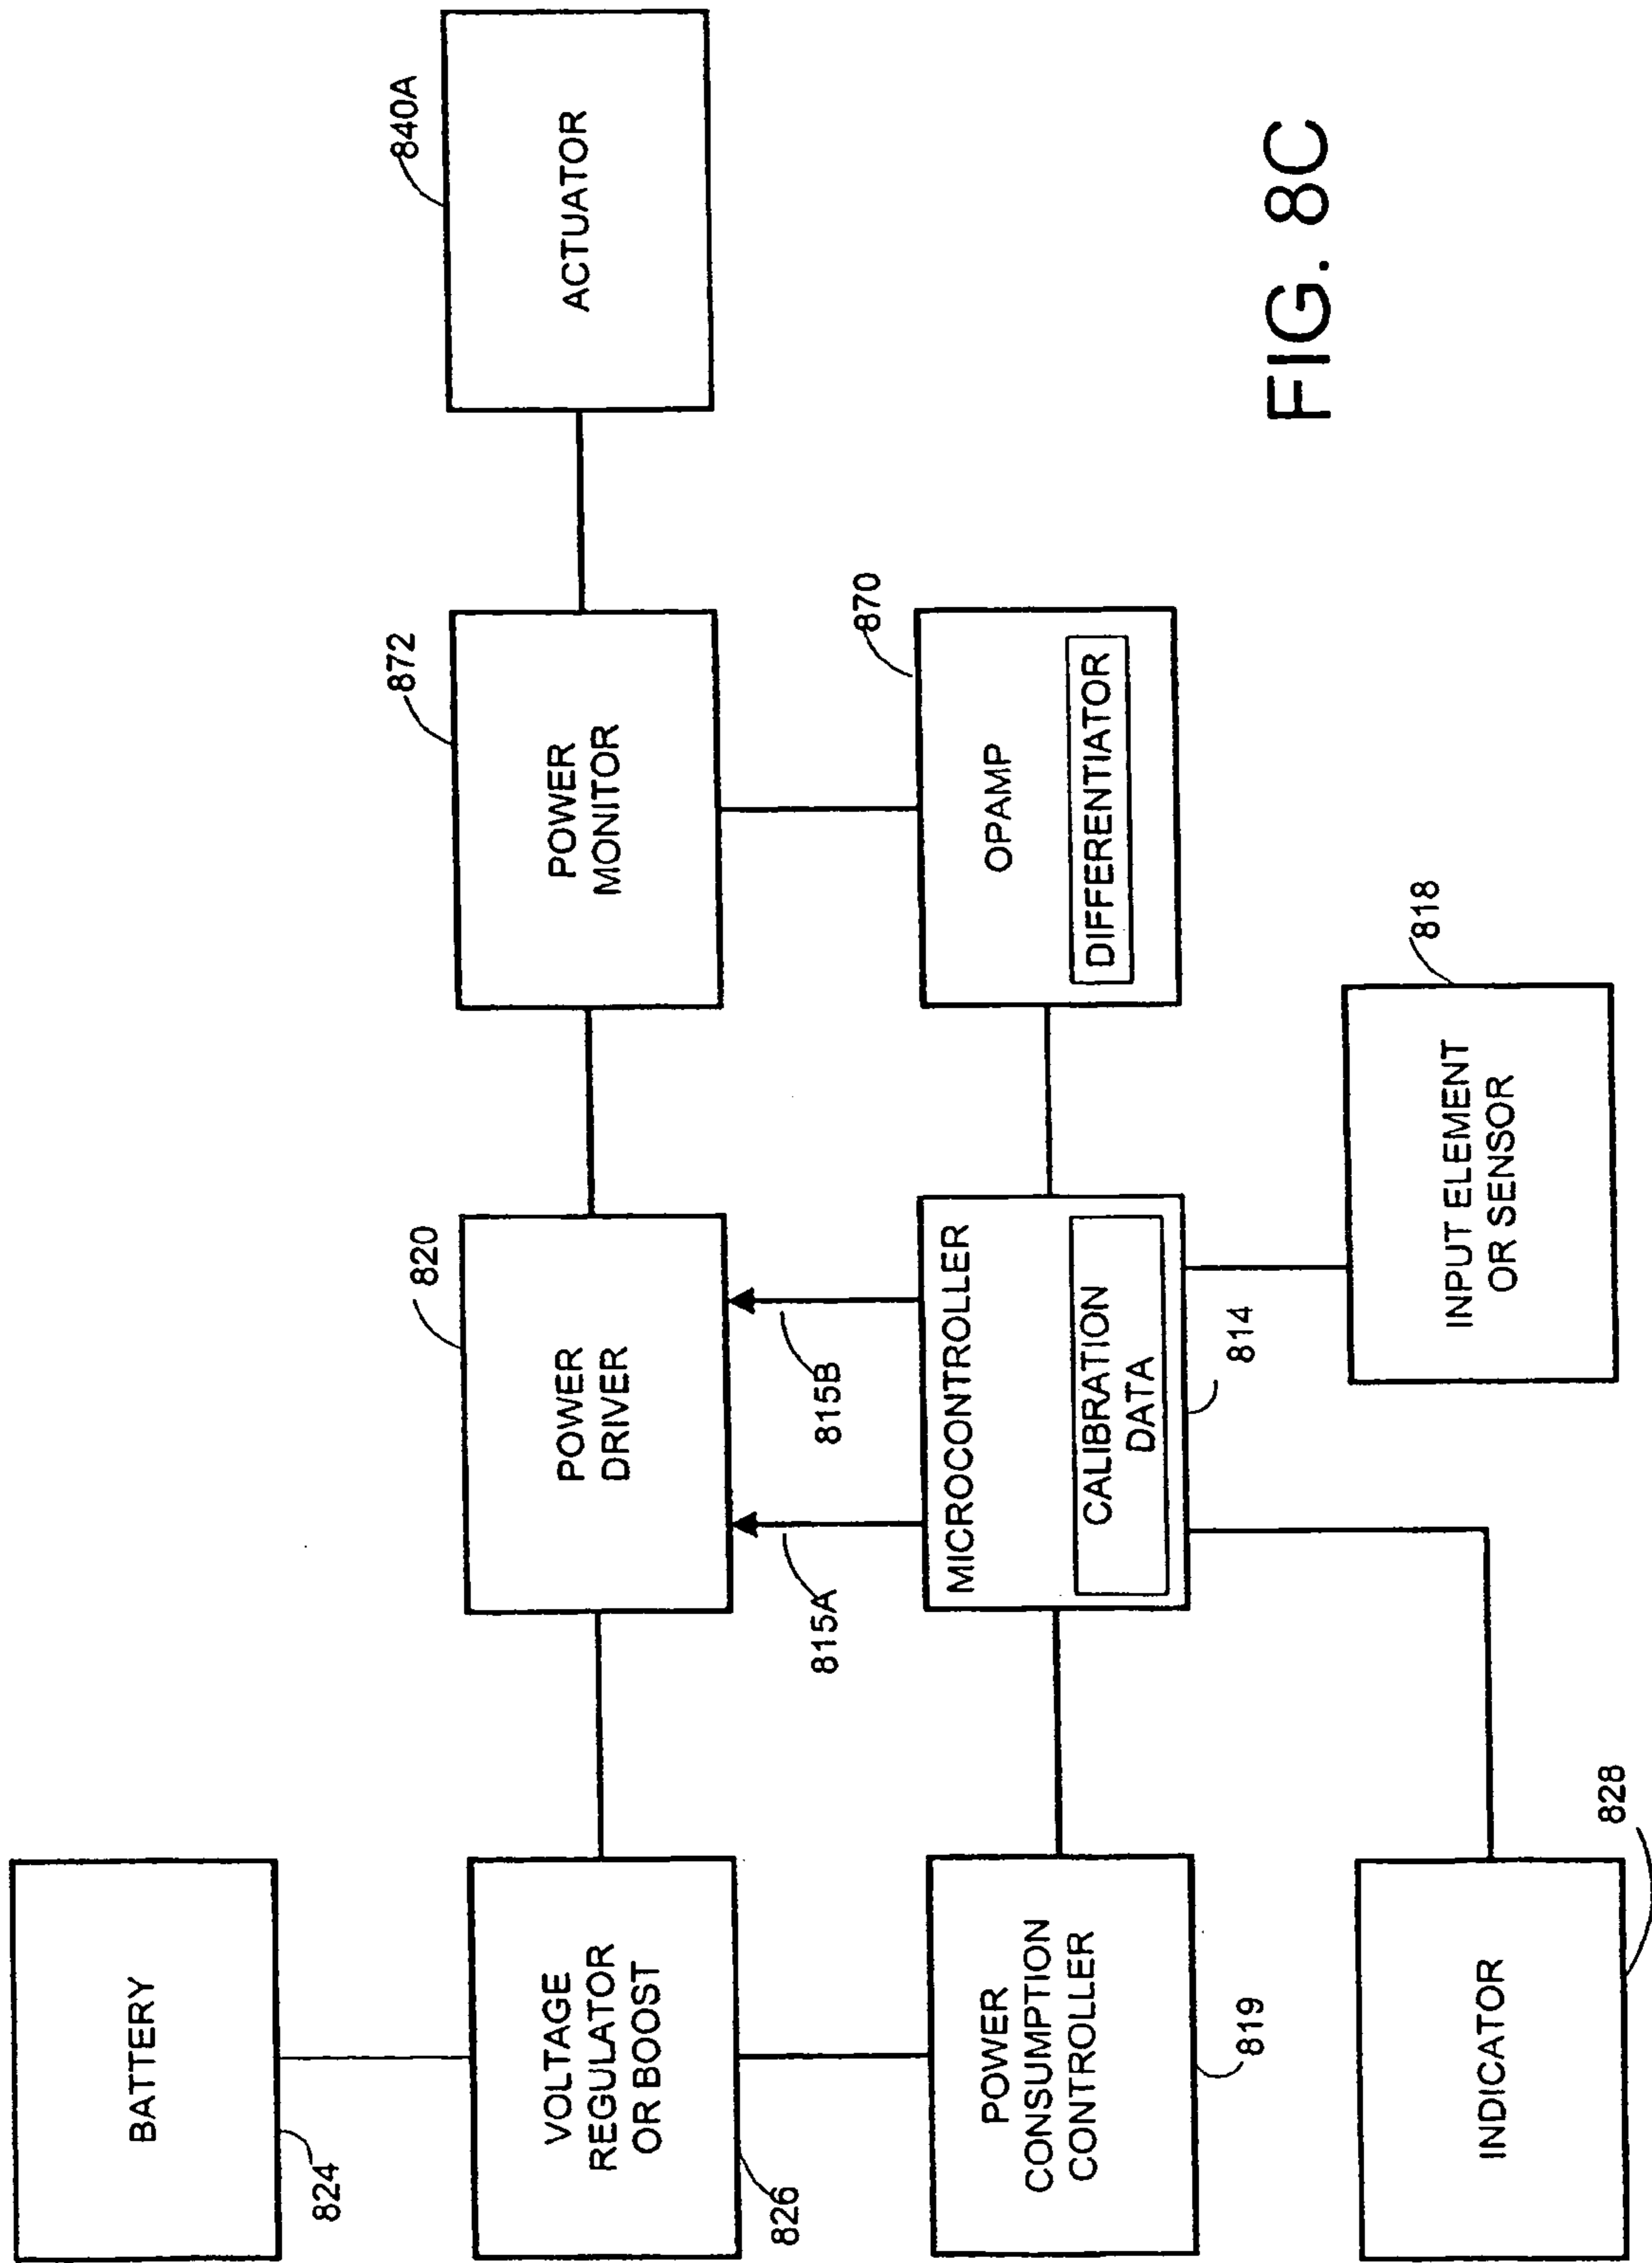 BATTERY
824
VOLTAGE
REGULATOR
OR BOOST
826
POWER
DRIVER
820
POWER
MONITOR
872
ACTUATOR
840A
815A
815B
POWER
CONSUMPTION
CONTROLLER
819
MICROCONTROLLER
CALIBRATION
DATA
814
OPAMP
DIFFERENTIATOR
870
INDICATOR
828
INPUT ELEMENT
OR SENSOR
818
FIG. 8C